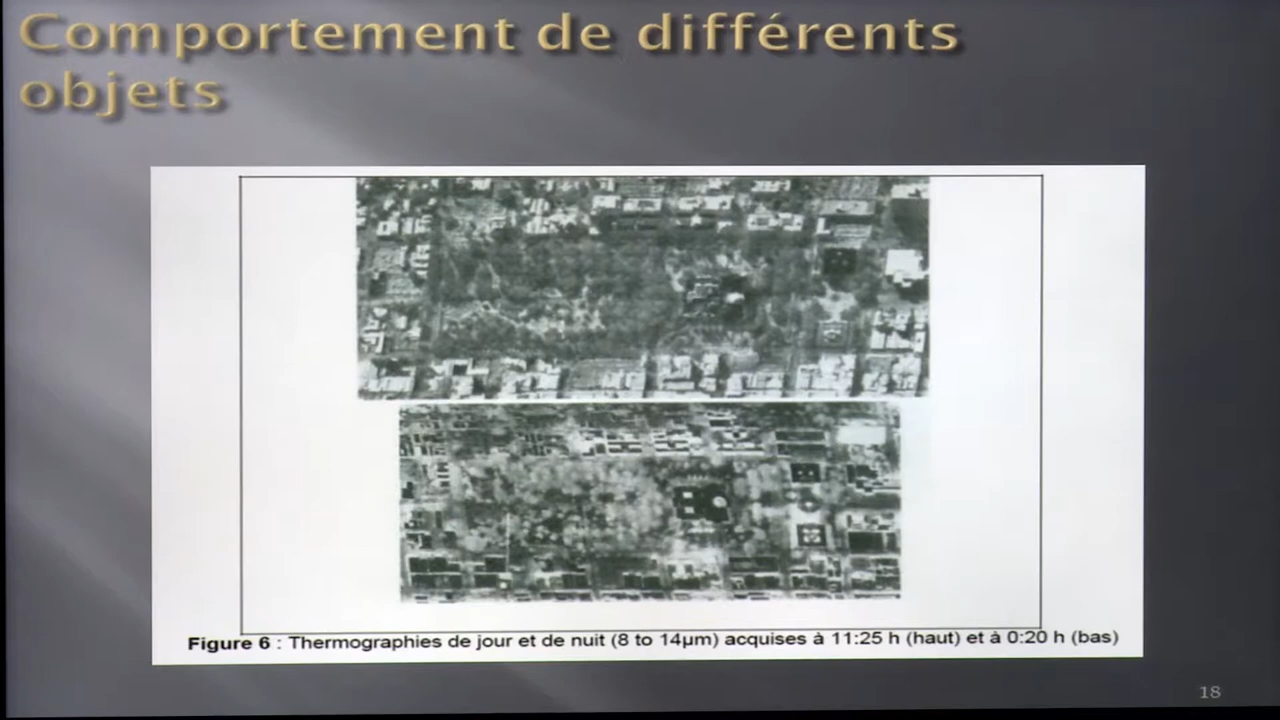 Comportement de différents
objets
Figure 6 : Thermographies de jour et de nuit (8 to 14µm) acquises à 11:25 h (haut) et à 0:20 h (bas)
18